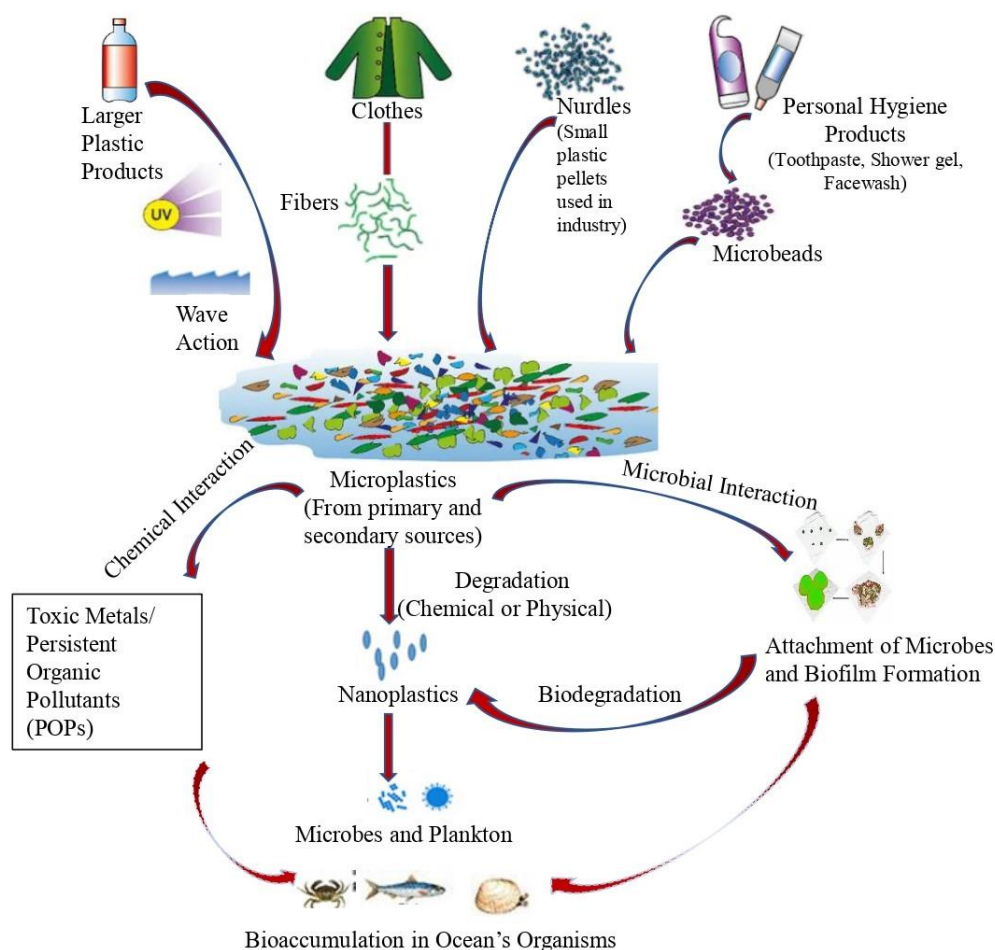 Larger
Plastic
Products
Clothes
Nurdles
(Small
plastic
pellets
used in
industry)
Personal Hygiene
Products
(Toothpaste, Shower gel,
Facewash)
UV
Fibers
Microbeads
Wave
Action
Chemical Interaction
Microplastics
(From primary and
secondary sources)
Microbial Interaction
Degradation
(Chemical or Physical)
Toxic Metals/
Persistent
Organic
Pollutants
(POPs)
Attachment of Microbes
and Biofilm Formation
Nanoplastics
Biodegradation
Microbes and Plankton
Bioaccumulation in Ocean’s Organisms